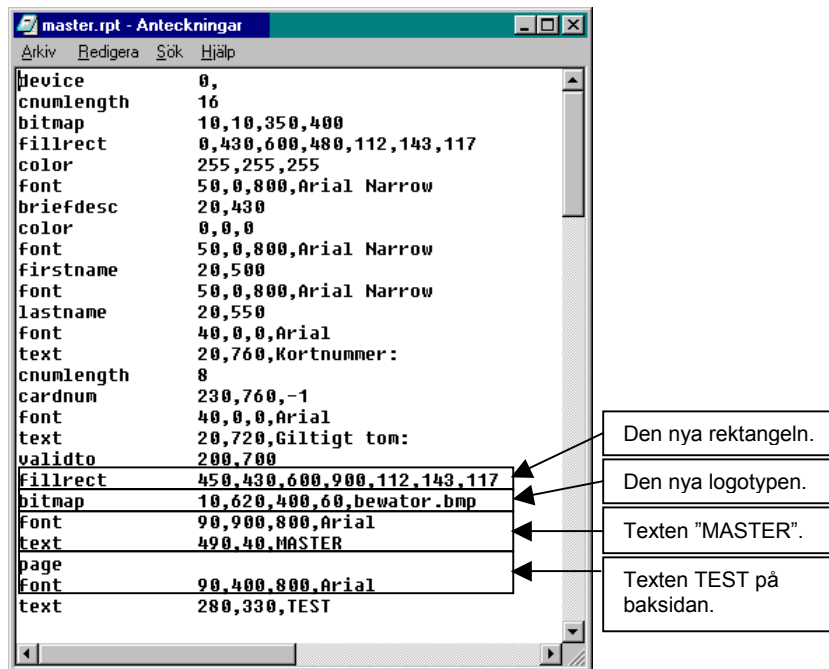 master.rpt - Anteckningar
Arkiv Redigera Sök Hjälp
device 0,
cnumlength 16
bitmap 10,10,350,400
fillrect 0,430,600,480,112,143,117
color 255,255,255
font 50,0,800,Arial Narrow
briefdesc 20,430
color 0,0,0
font 50,0,800,Arial Narrow
firstname 20,500
font 50,0,800,Arial Narrow
lastname 20,550
font 40,0,0,Arial
text 20,760,Kortnummer:
cnumlength 8
cardnum 230,760,-1
font 40,0,0,Arial
text 20,720,Giltigt tom:
validto 200,700
fillrect 450,430,600,900,112,143,117
bitmap 10,620,400,60,bewator.bmp
font 90,900,800,Arial
text 490,40,MASTER
page
font 90,400,800,Arial
text 280,330,TEST
Den nya rektangeln.
Den nya logotypen.
Texten ”MASTER”.
Texten TEST på
baksidan.